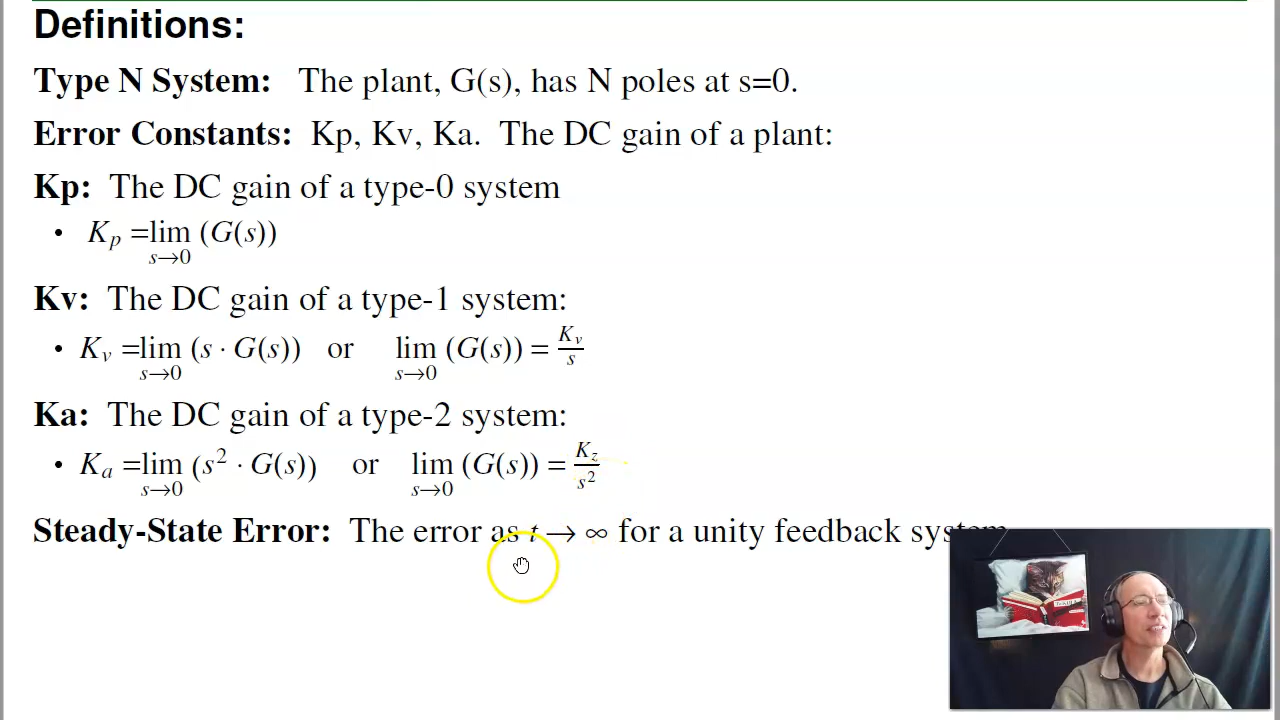 Definitions:
Type N System: The plant, G(s), has N poles at s=0.
Error Constants: Kp, Kv, Ka. The DC gain of a plant:
Kp: The DC gain of a type-0 system
• K_p = lim_{s→0} (G(s))
Kv: The DC gain of a type-1 system:
• K_v = lim_{s→0} (s · G(s)) or lim_{s→0} (G(s)) = K_v/s
Ka: The DC gain of a type-2 system:
• K_a = lim_{s→0} (s² · G(s)) or lim_{s→0} (G(s)) = K_z/s²
Steady-State Error: The error as t → ∞ for a unity feedback system